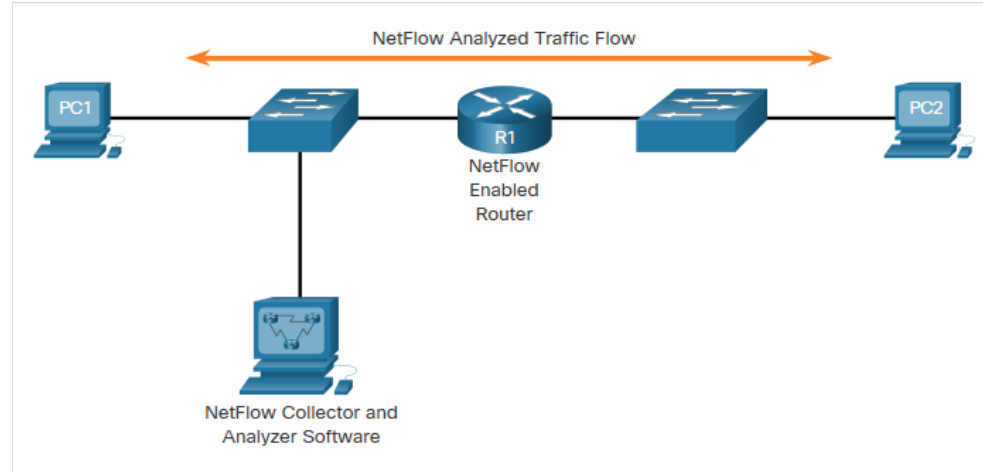 NetFlow Analyzed Traffic Flow
PC1
R1
PC2
NetFlow
Enabled
Router
NetFlow Collector and
Analyzer Software